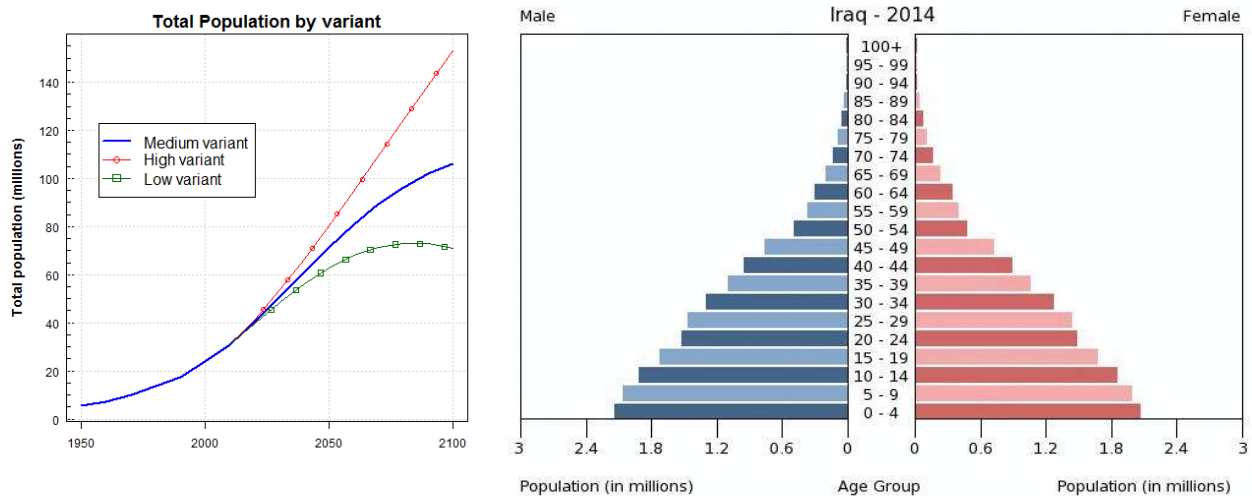 Total Population by variant
Total population (millions)
140
120
100
80
60
40
20
0
Medium variant
High variant
Low variant
1950 2000 2050 2100
Male Iraq - 2014 Female
100+
95 - 99
90 - 94
85 - 89
80 - 84
75 - 79
70 - 74
65 - 69
60 - 64
55 - 59
50 - 54
45 - 49
40 - 44
35 - 39
30 - 34
25 - 29
20 - 24
15 - 19
10 - 14
5 - 9
0 - 4
3 2.4 1.8 1.2 0.6 0 0 0.6 1.2 1.8 2.4 3
Population (in millions) Age Group Population (in millions)